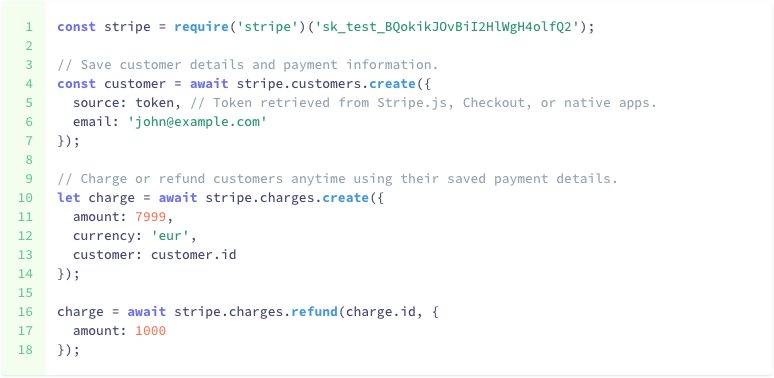 1 const stripe = require('stripe')('sk_test_BQokikJOvBiI2HlWgH4olfQ2');
2
3 // Save customer details and payment information.
4 const customer = await stripe.customers.create({
5   source: token, // Token retrieved from Stripe.js, Checkout, or native apps.
6   email: 'john@example.com'
7 });
8
9 // Charge or refund customers anytime using their saved payment details.
10 let charge = await stripe.charges.create({
11   amount: 7999,
12   currency: 'eur',
13   customer: customer.id
14 });
15
16 charge = await stripe.charges.refund(charge.id, {
17   amount: 1000
18 });